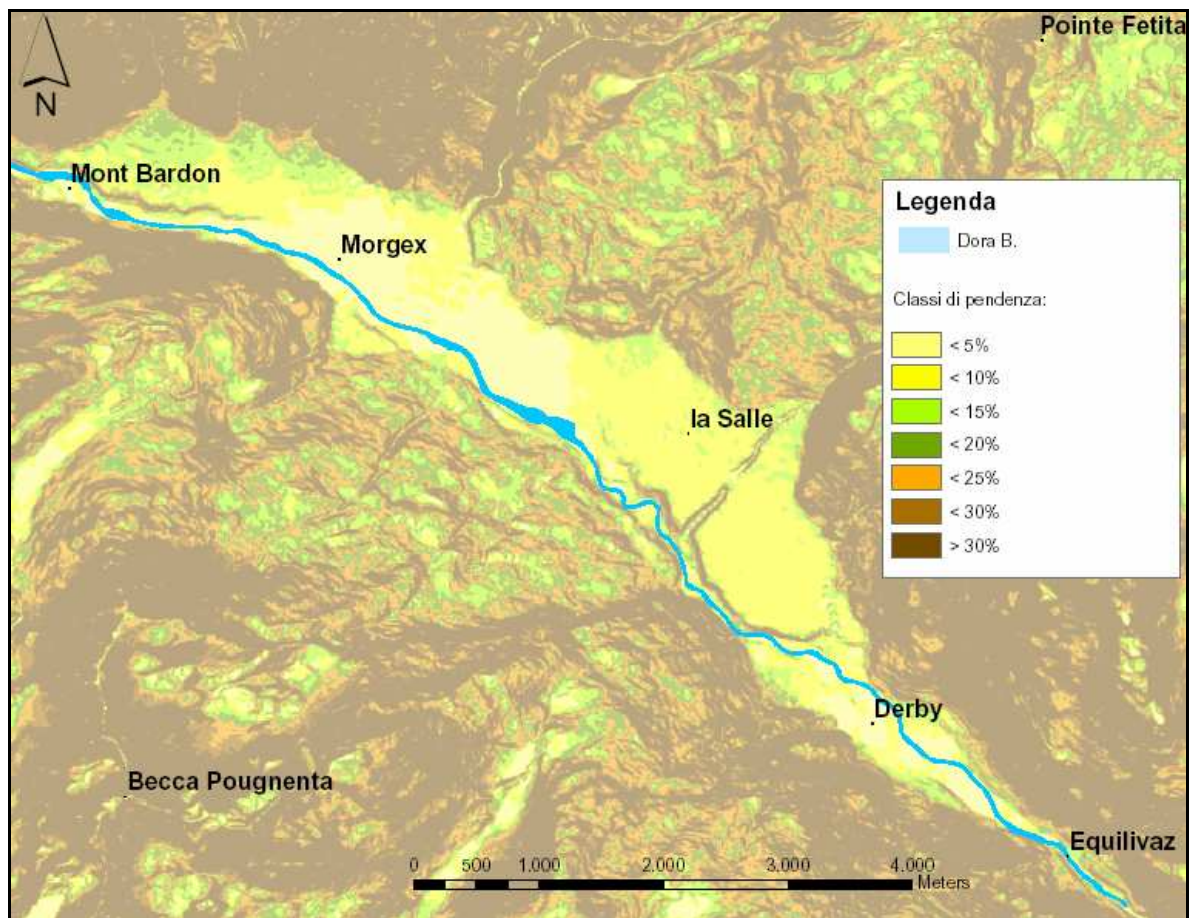 Pointe Fetita
N
Mont Bardon
Legenda
Dora B.
Morgex
Classi di pendenza:
< 5%
< 10%
< 15%
la Salle
< 20%
< 25%
< 30%
> 30%
Derby
Becca Pougnenta
Equilivaz
0 500 1.000 2.000 3.000 4.000
Meters